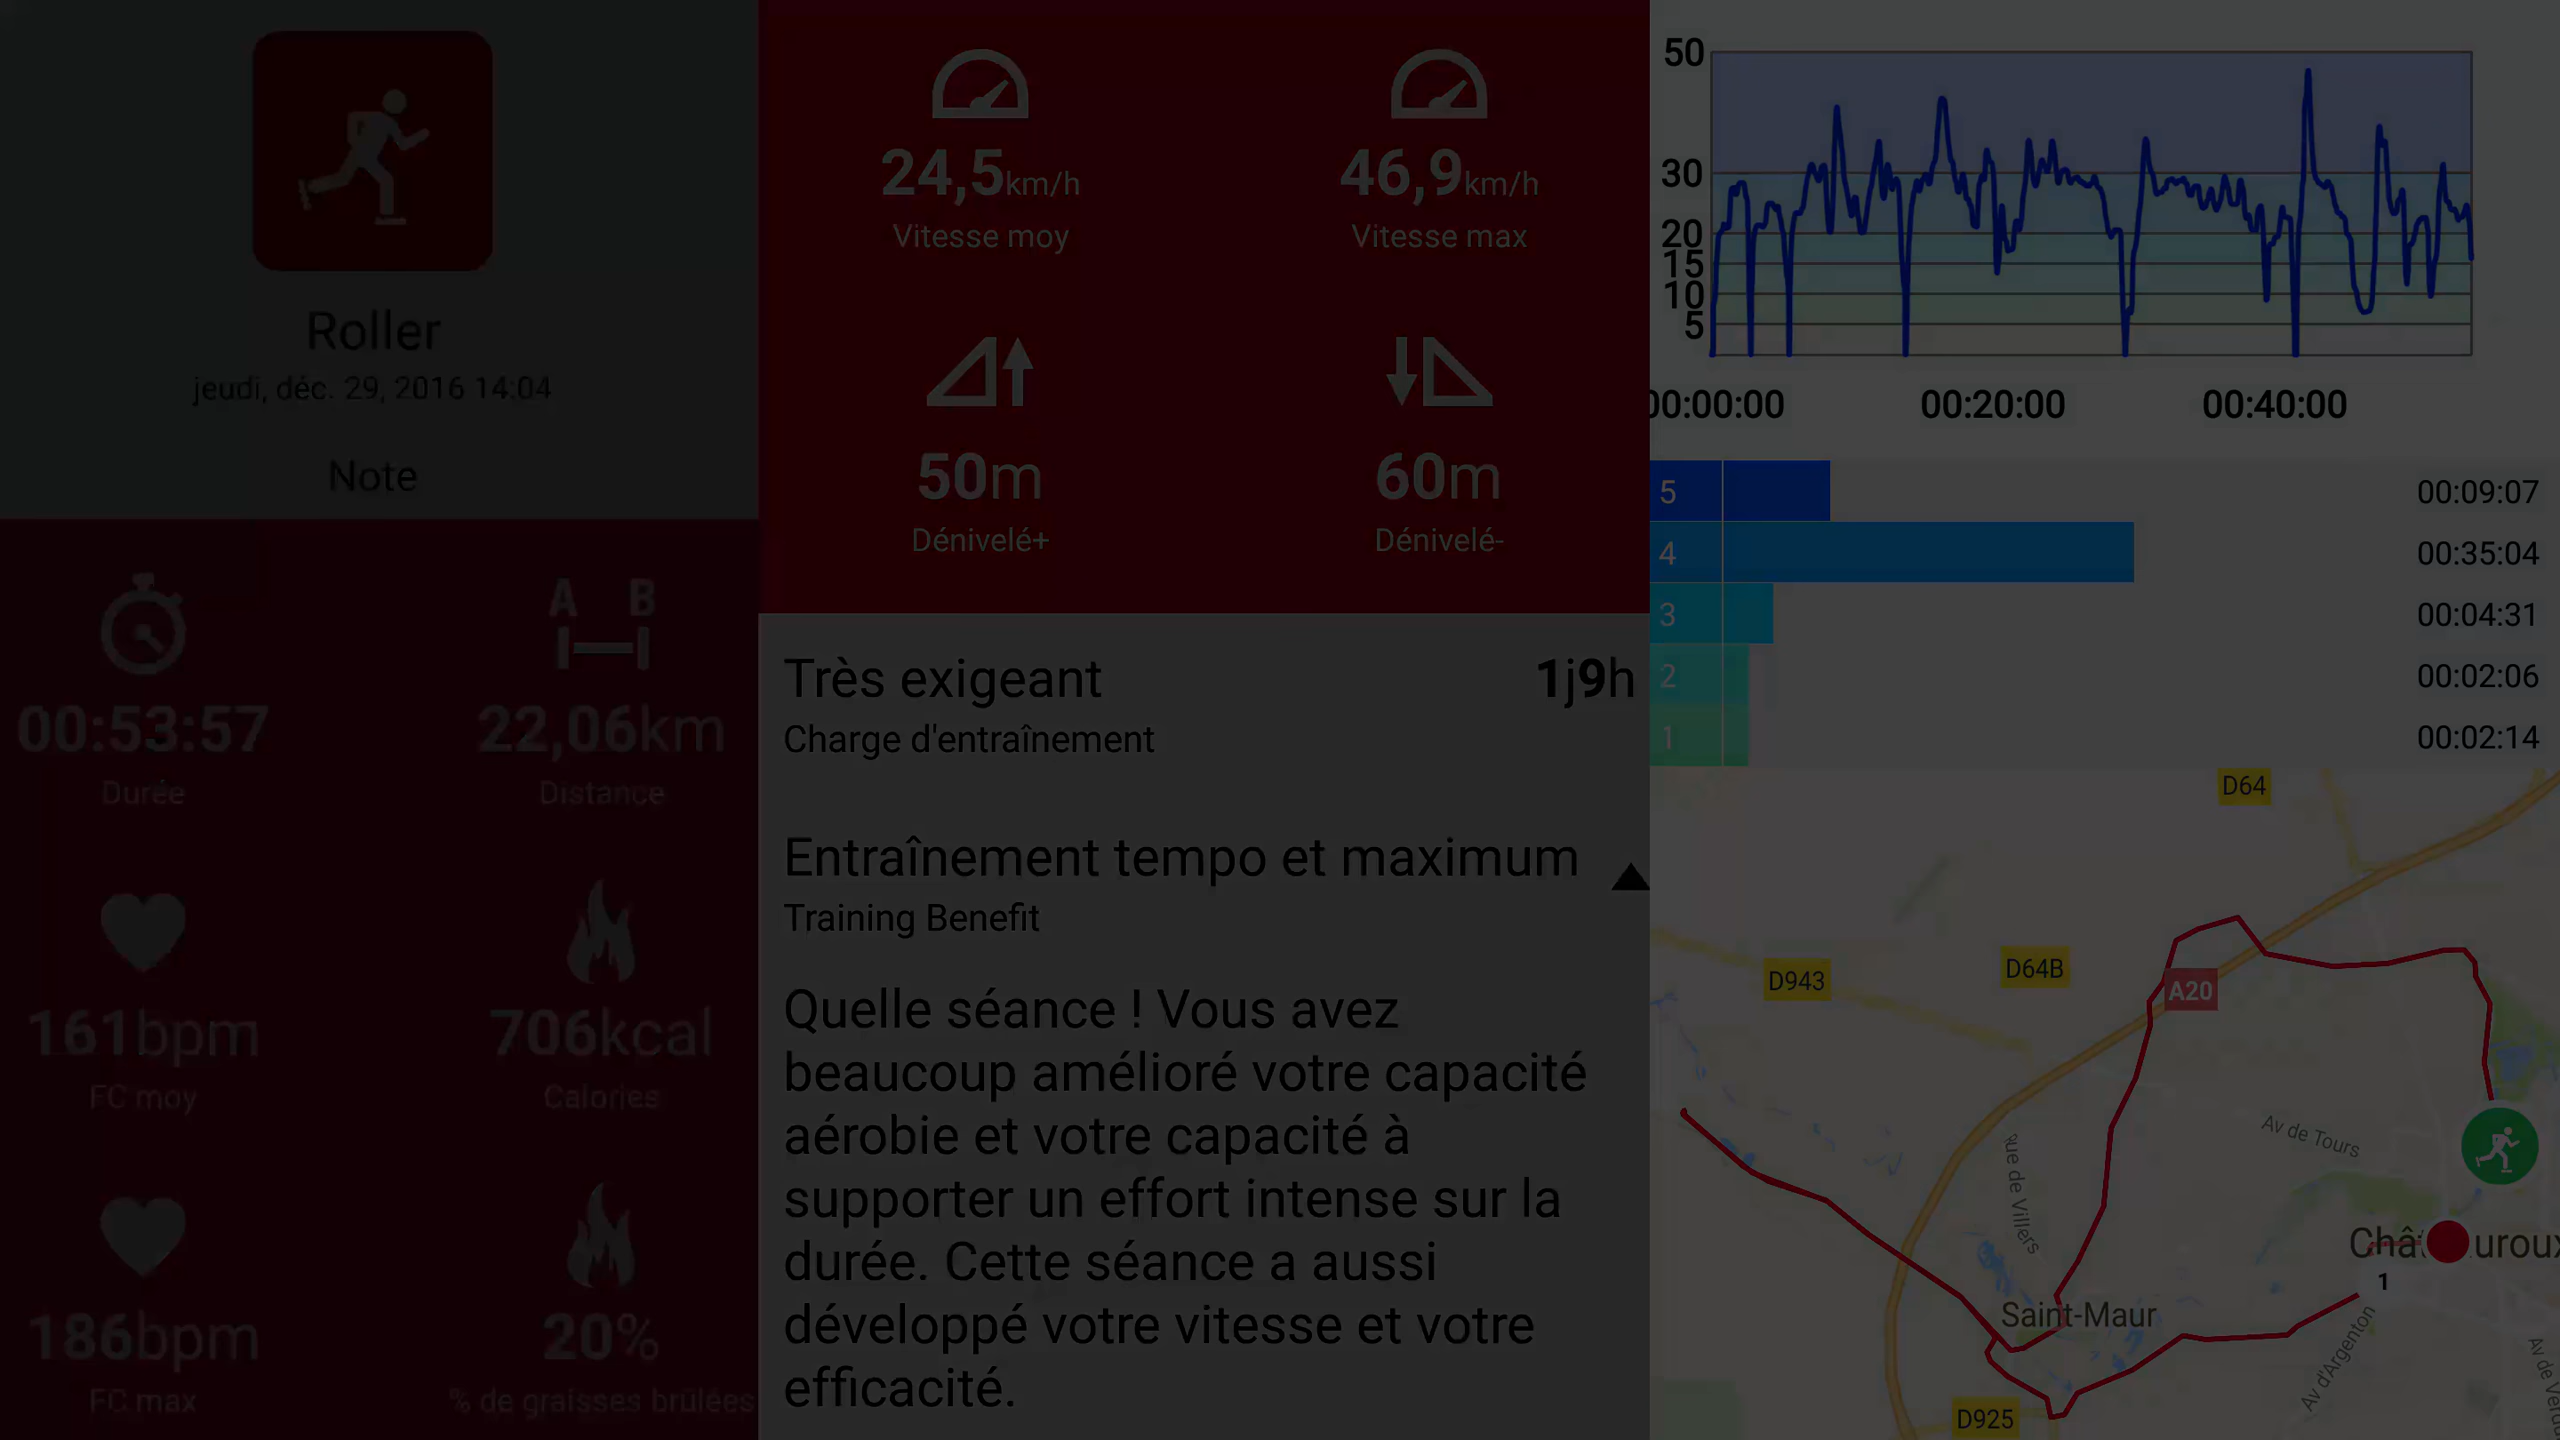 Roller
jeudi, déc. 29, 2016 14:04
Note
A B
00:53:57
22,06km
Durée
Distance
161bpm
706kcal
FC moy
Calories
186bpm
20%
FC max
% de graisses brûlées
24,5km/h
46,9km/h
Vitesse moy
Vitesse max
50m
60m
Dénivelé+
Dénivelé-
Très exigeant
1j9h
Charge d'entraînement
Entraînement tempo et maximum
Training Benefit
Quelle séance ! Vous avez
beaucoup amélioré votre capacité
aérobie et votre capacité à
supporter un effort intense sur la
durée. Cette séance a aussi
développé votre vitesse et votre
efficacité.
50
30
20
15
10
5
00:00:00
00:20:00
00:40:00
5 00:09:07
4 00:35:04
3 00:04:31
2 00:02:06
1 00:02:14
D64
D943
D64B
A20
Av de Tours
de Villers
1
Saint-Maur
Av d'Argenton
D925